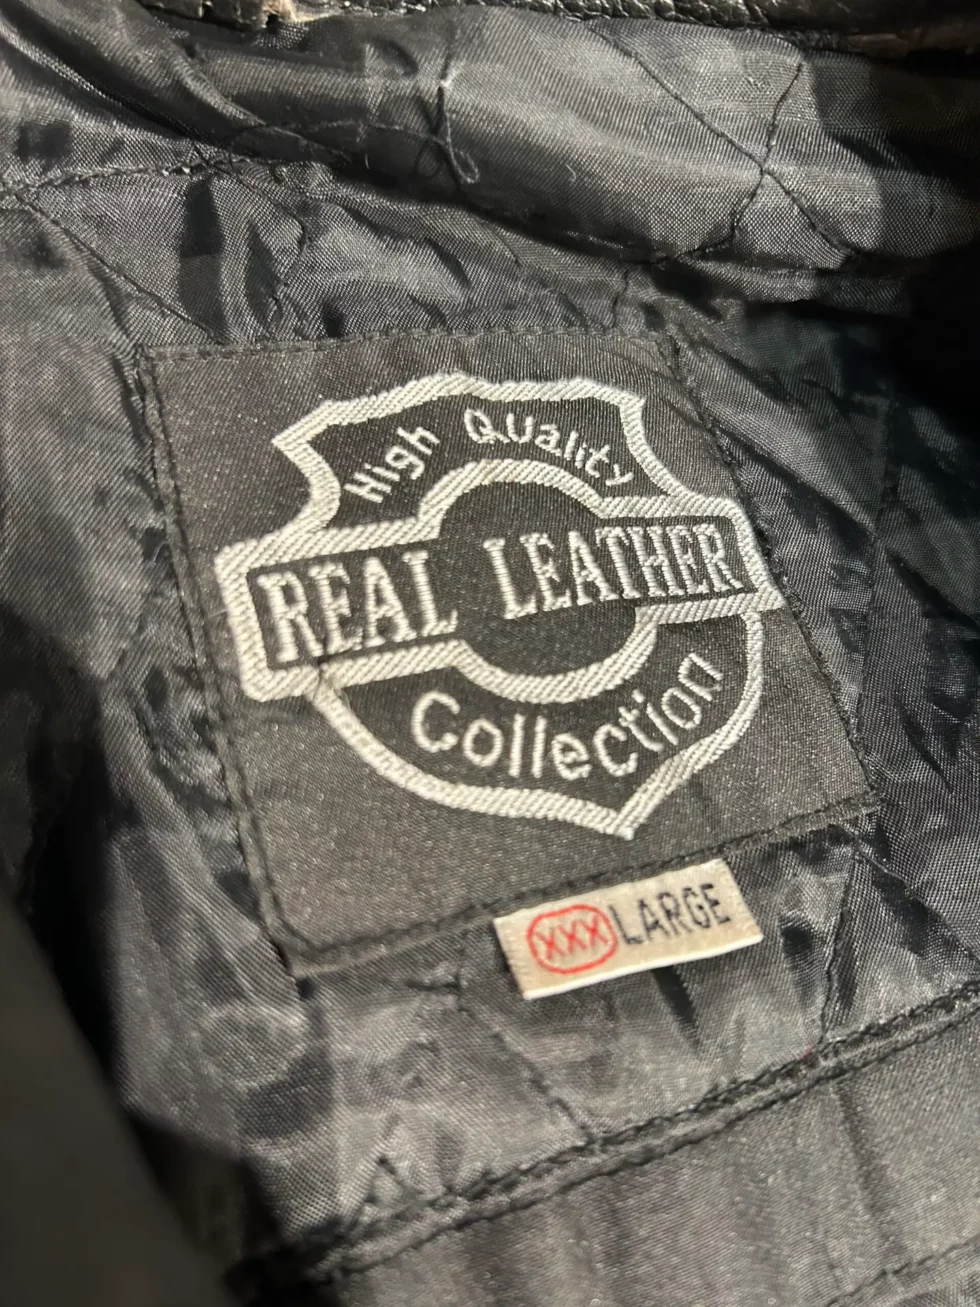 High Quality
REAL LEATHER
Collection
XXX LARGE